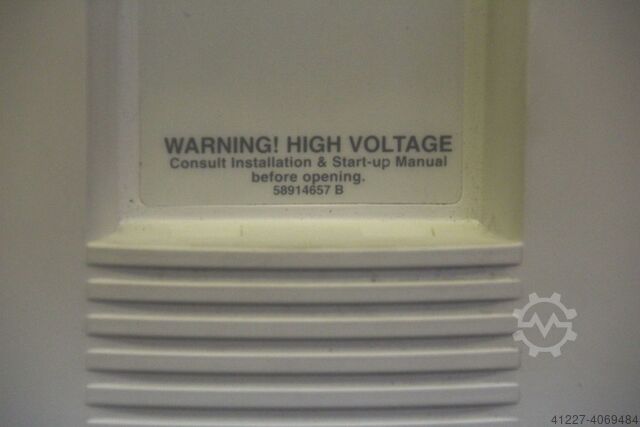 WARNING! HIGH VOLTAGE
Consult Installation & Start-up Manual
before opening.
58914657 B
41227-4069484